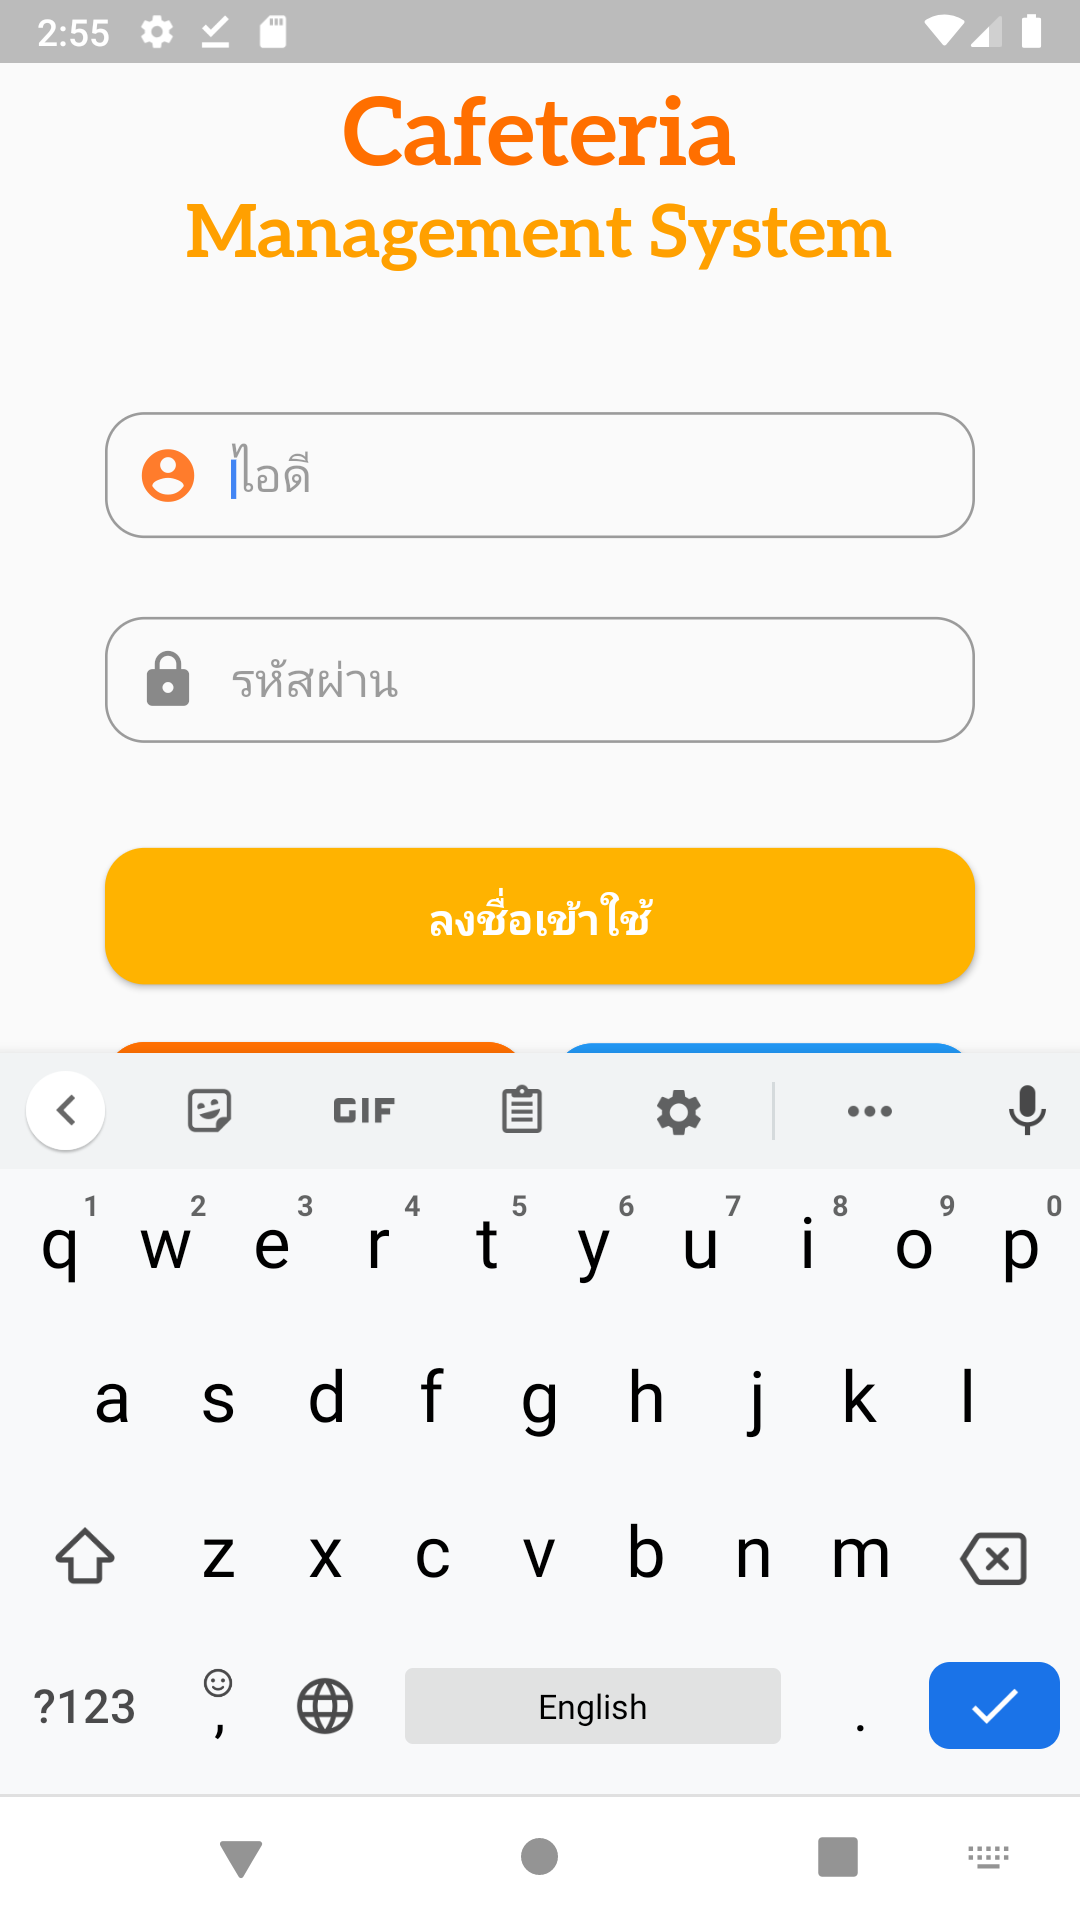 2:55
Cafeteria
Management System
ไอดี
รหัสผ่าน
ลงชื่อเข้าใช้
GIF
1 2 3 4 5 6 7 8 9 0
q w e r t y u i o p
a s d f g h j k l
z x c v b n m
?123 , English .